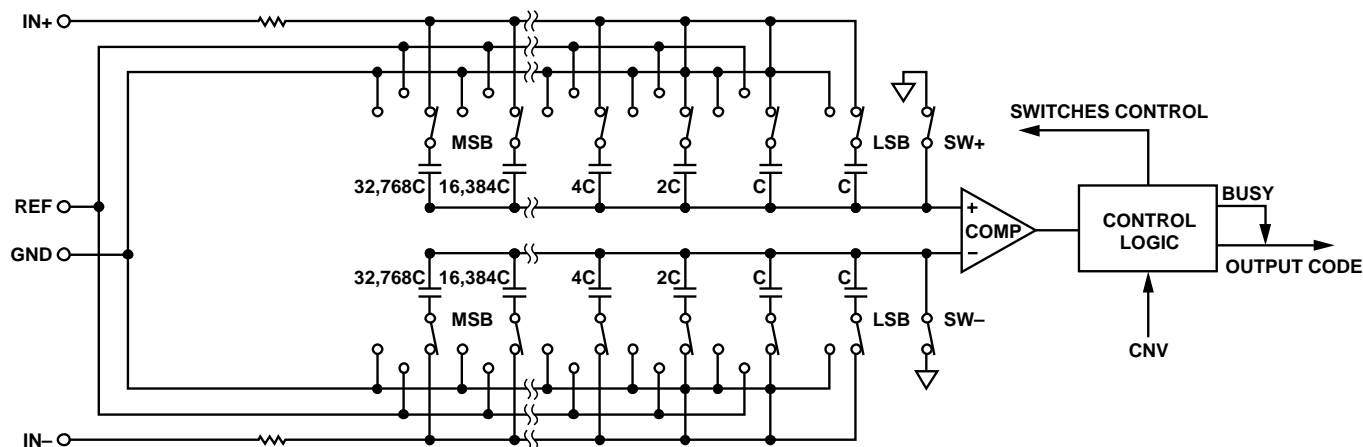 IN+
SWITCHES CONTROL
MSB
LSB SW+
32,768C 16,384C 4C 2C C C
BUSY
REF
+
COMP
−
CONTROL
LOGIC
GND
OUTPUT CODE
32,768C 16,384C 4C 2C C C
MSB
LSB SW−
CNV
IN−